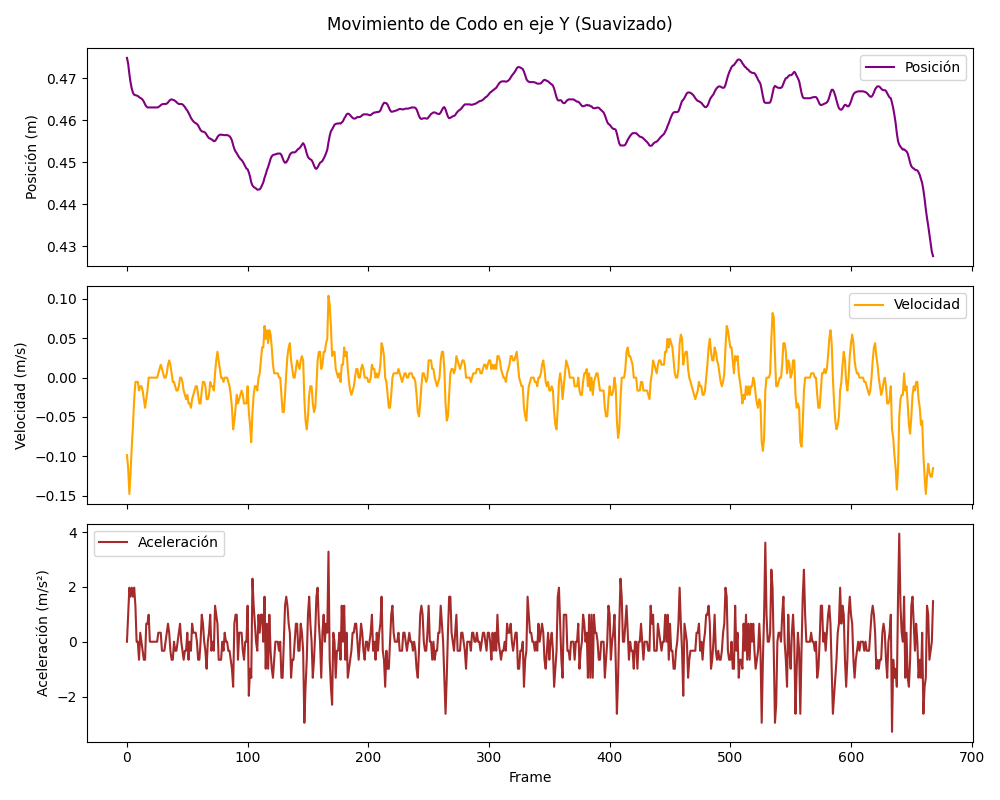 Movimiento de Codo en eje Y (Suavizado)
Posición (m)
0.47
0.46
0.45
0.44
0.43
Posición
Velocidad (m/s)
0.10
0.05
0.00
−0.05
−0.10
−0.15
Velocidad
Aceleración (m/s²)
4
2
0
−2
Aceleración
0 100 200 300 400 500 600 700
Frame